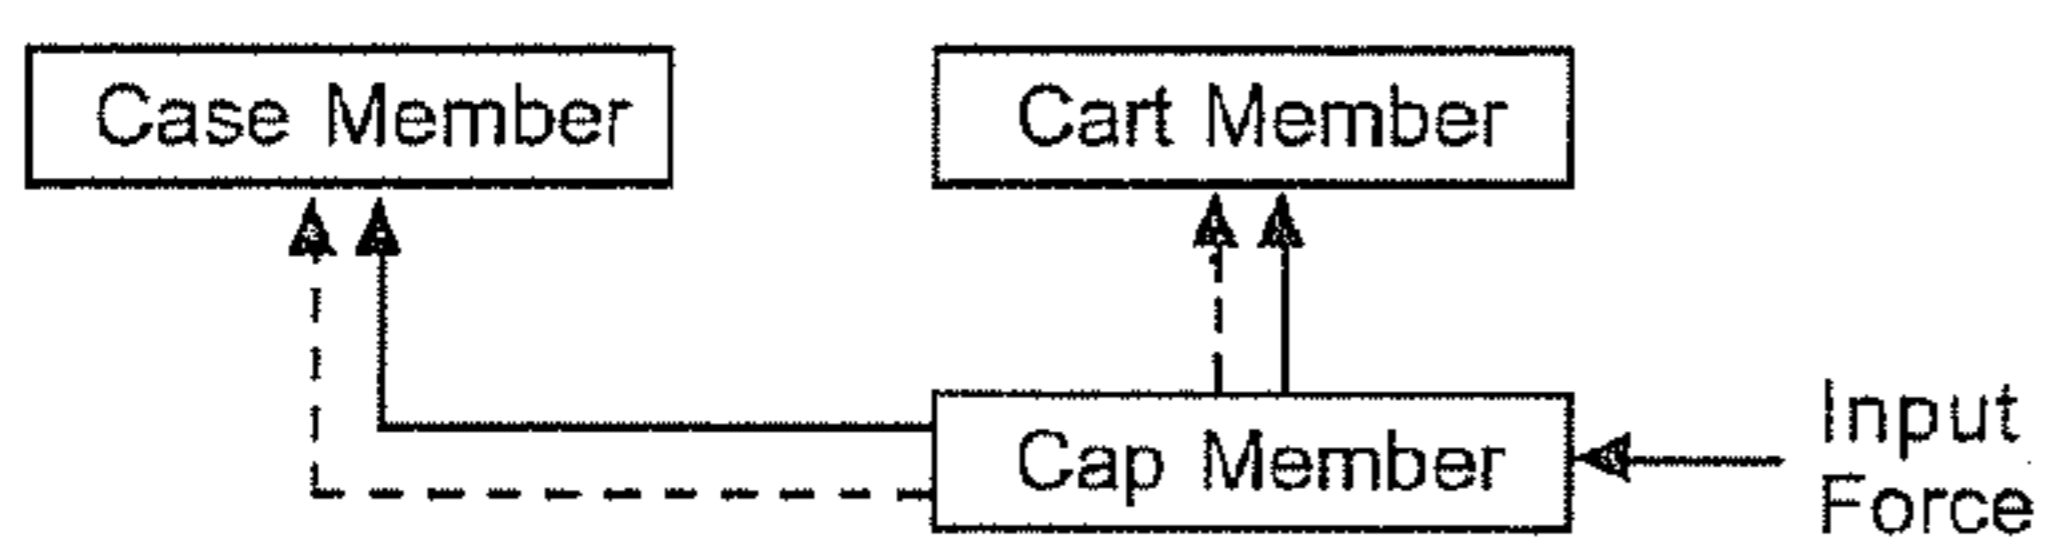 Case Member
Cart Member
Cap Member
Input
Force